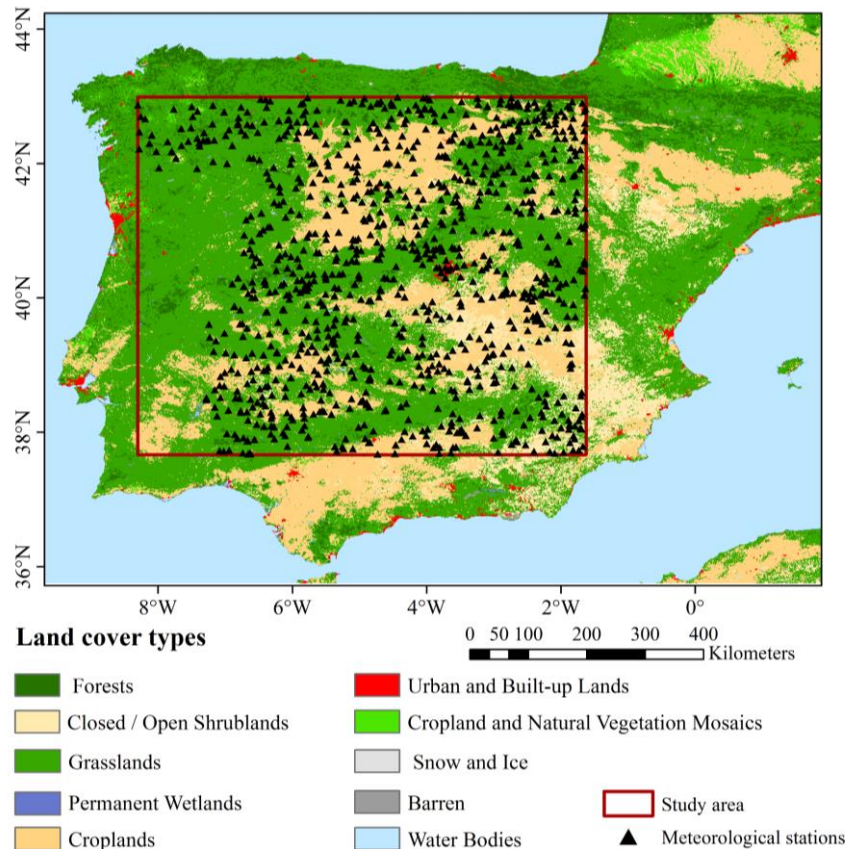 44°N
42°N
40°N
38°N
36°N
8°W 6°W 4°W 2°W 0°
Land cover types
0 50 100 200 300 400
Kilometers
Forests
Closed / Open Shrublands
Grasslands
Permanent Wetlands
Croplands
Urban and Built-up Lands
Cropland and Natural Vegetation Mosaics
Snow and Ice
Barren
Water Bodies
Study area
Meteorological stations